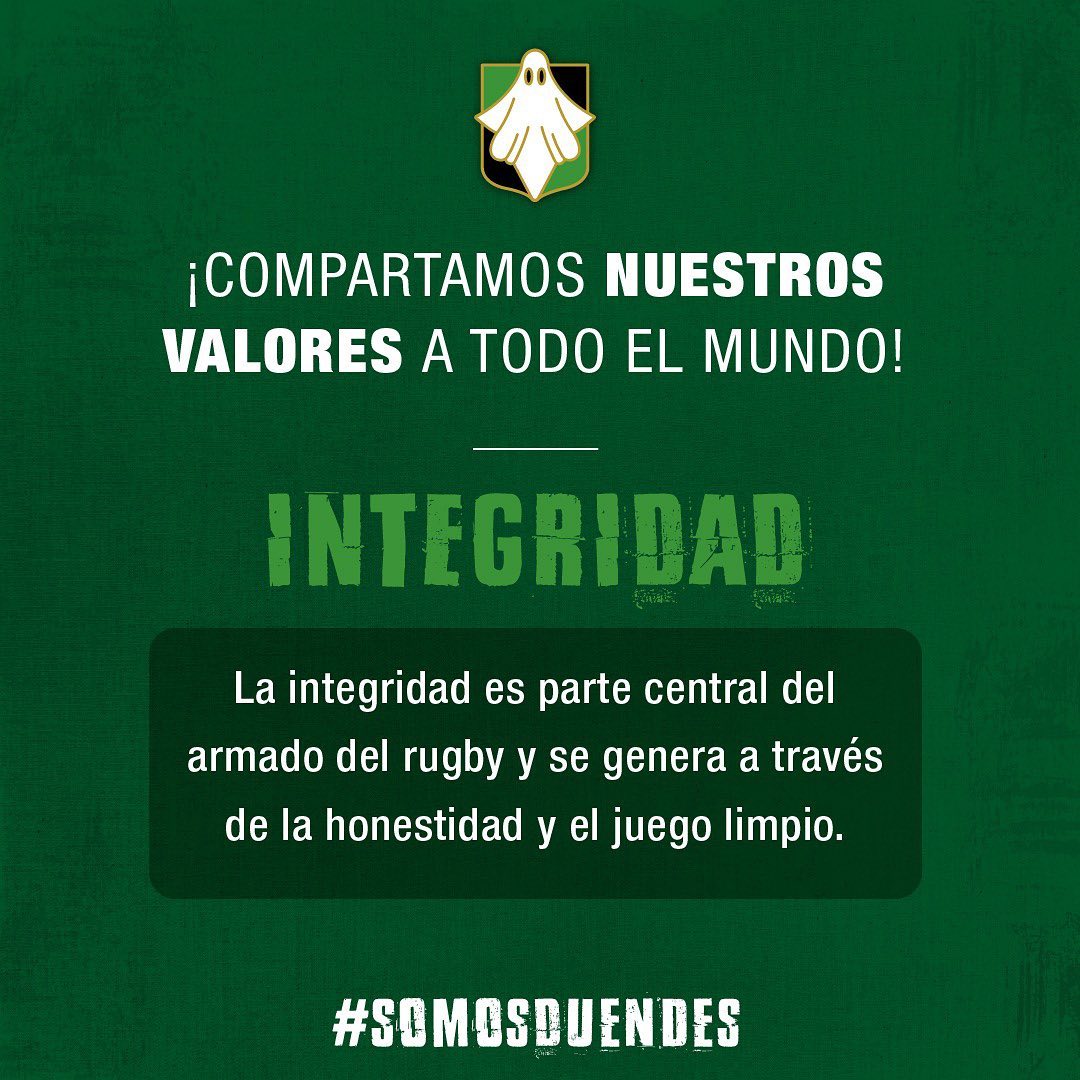 ¡COMPARTAMOS NUESTROS
VALORES A TODO EL MUNDO!
INTEGRIDAD
La integridad es parte central del
armado del rugby y se genera a través
de la honestidad y el juego limpio.
#SOMOSDUENDES